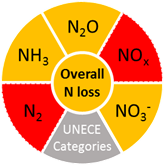 N₂O
NH₃
NOₓ
Overall
N loss
N₂
NO₃⁻
UNECE
Categories